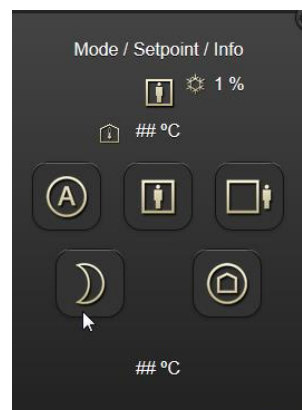 Mode / Setpoint / Info
1 %
## ºC
A
## ºC